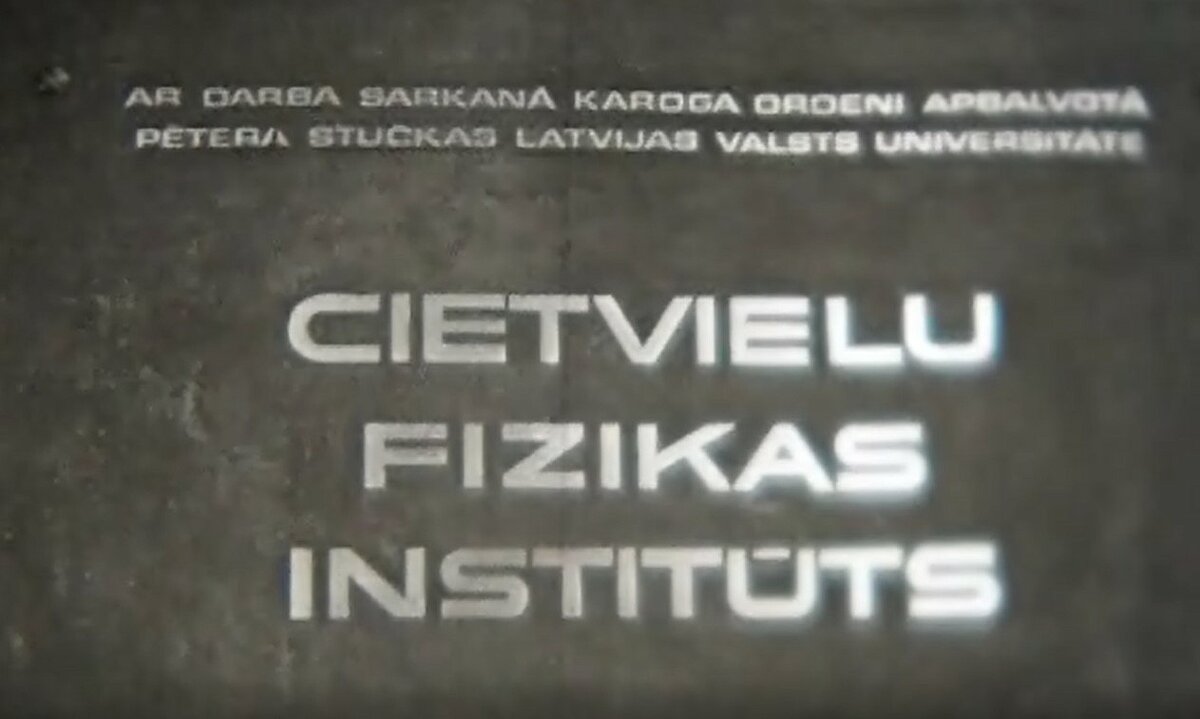 AR DARBA SARKANĀ KAROGA ORDENI APBALVOTĀ
PĒTERA STUČKAS LATVIJAS VALSTS UNIVERSITĀTE
CIETVIELU
FIZIKAS
INSTITŪTS